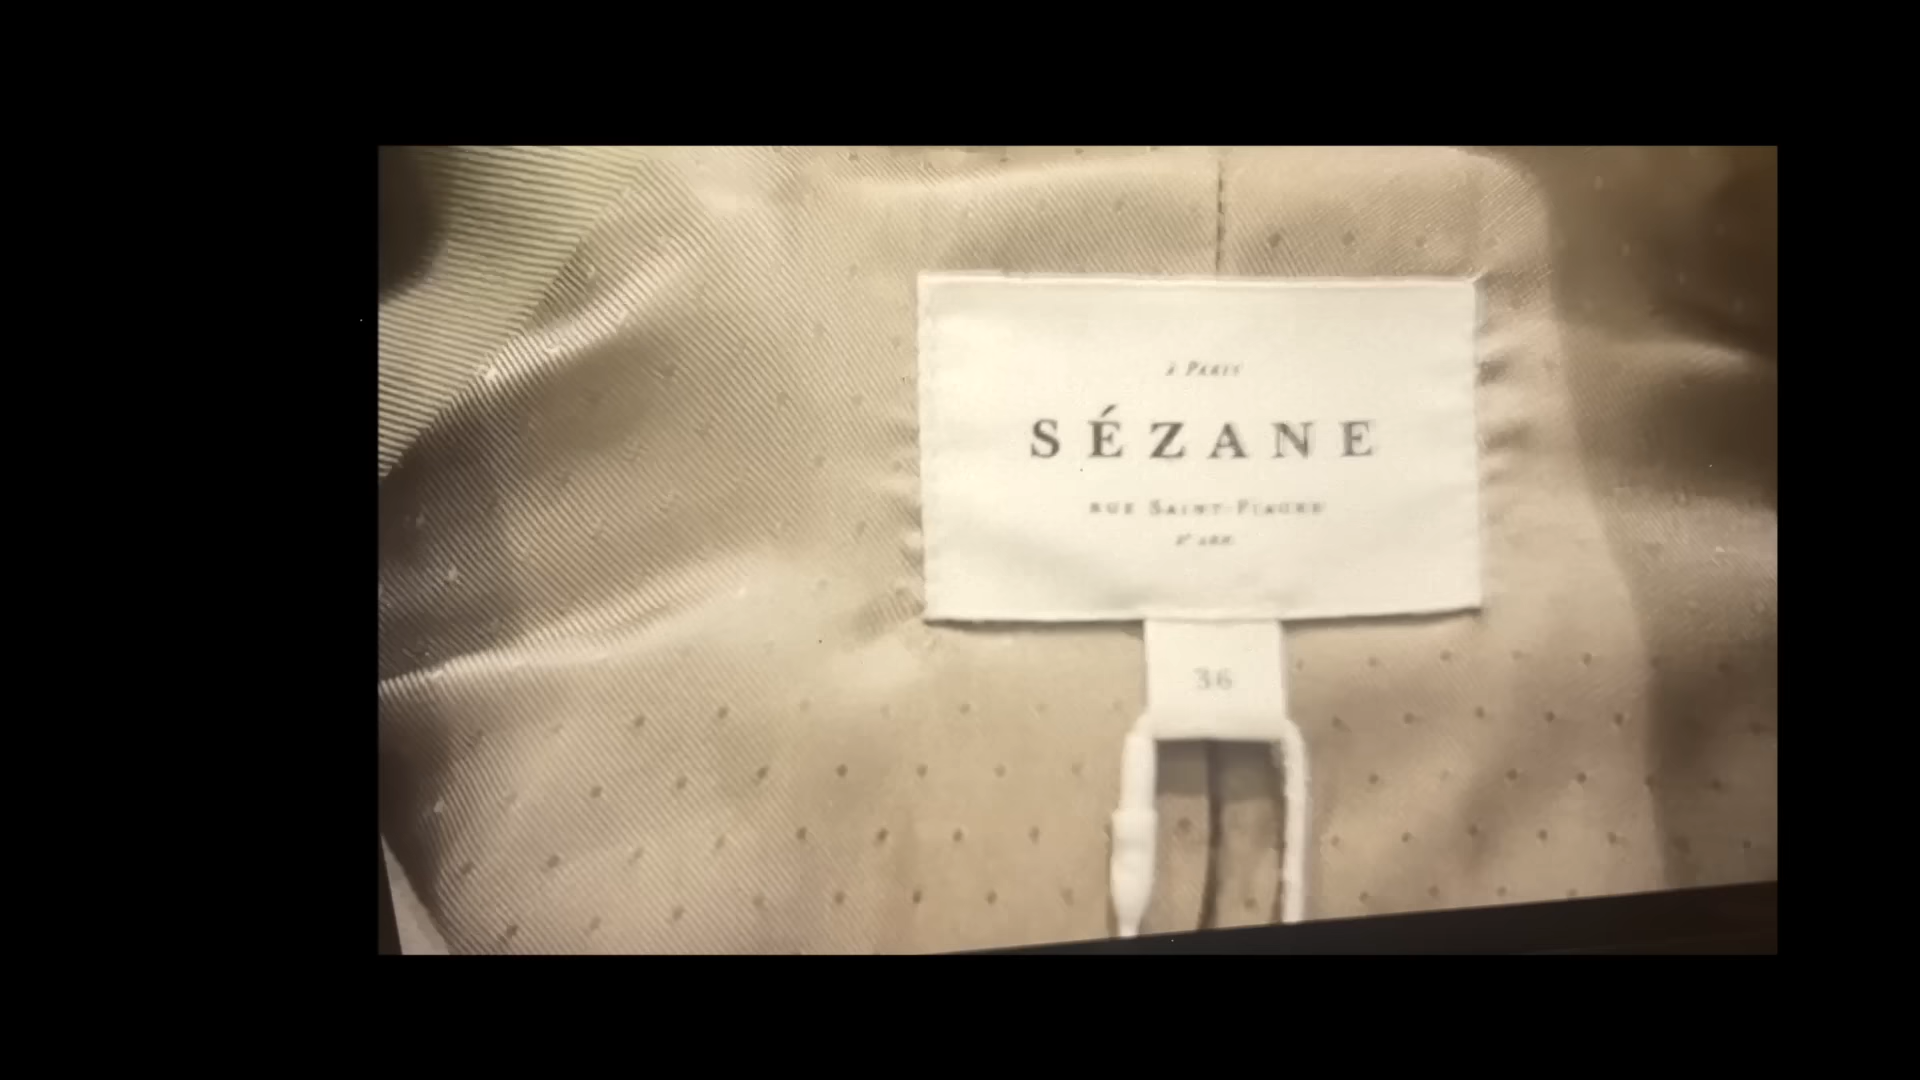 à PARIS
SÉZANE
RUE SAINT-FIACRE
2e ARR.
36